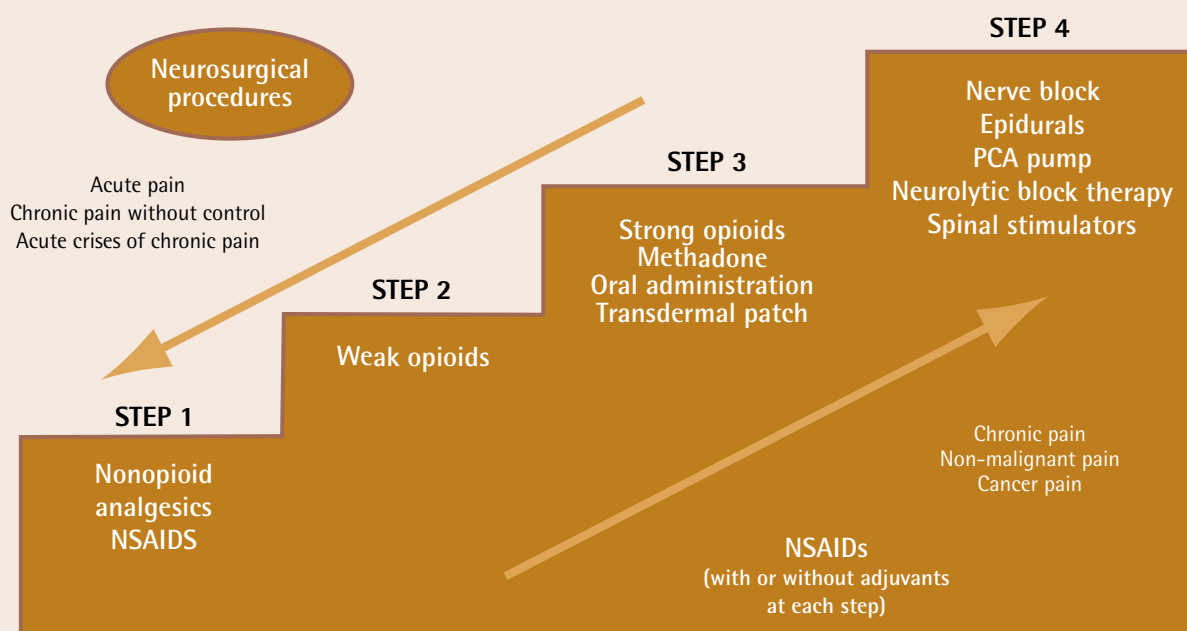 Neurosurgical
procedures
Acute pain
Chronic pain without control
Acute crises of chronic pain
STEP 1
Nonopioid
analgesics
NSAIDS
STEP 2
Weak opioids
STEP 3
Strong opioids
Methadone
Oral administration
Transdermal patch
STEP 4
Nerve block
Epidurals
PCA pump
Neurolytic block therapy
Spinal stimulators
Chronic pain
Non-malignant pain
Cancer pain
NSAIDs
(with or without adjuvants
at each step)